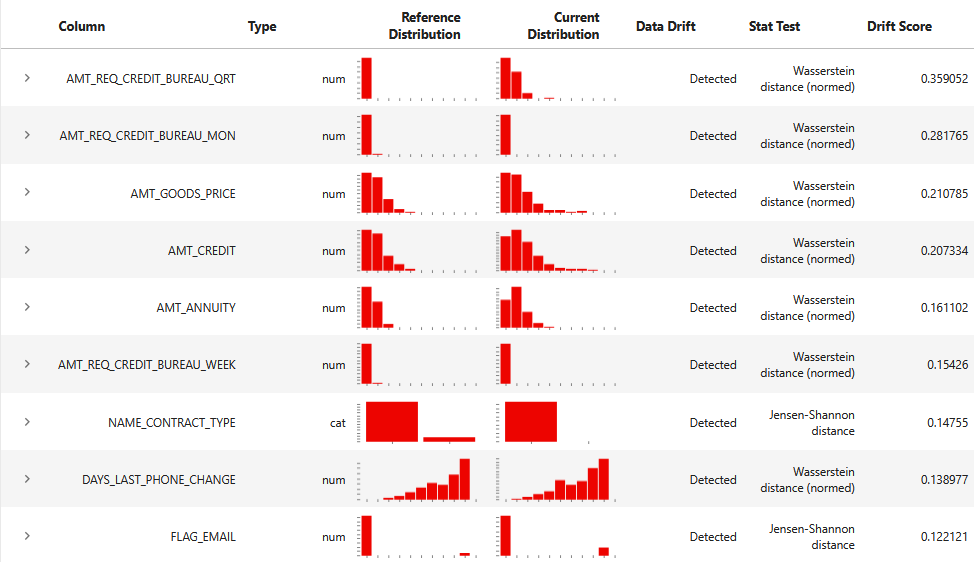 Column Type Reference Distribution Current Distribution Data Drift Stat Test Drift Score
AMT_REQ_CREDIT_BUREAU_QRT num Detected Wasserstein distance (normed) 0.359052
AMT_REQ_CREDIT_BUREAU_MON num Detected Wasserstein distance (normed) 0.281765
AMT_GOODS_PRICE num Detected Wasserstein distance (normed) 0.210785
AMT_CREDIT num Detected Wasserstein distance (normed) 0.207334
AMT_ANNUITY num Detected Wasserstein distance (normed) 0.161102
AMT_REQ_CREDIT_BUREAU_WEEK num Detected Wasserstein distance (normed) 0.15426
NAME_CONTRACT_TYPE cat Detected Jensen-Shannon distance 0.14755
DAYS_LAST_PHONE_CHANGE num Detected Wasserstein distance (normed) 0.138977
FLAG_EMAIL num Detected Jensen-Shannon distance 0.122121